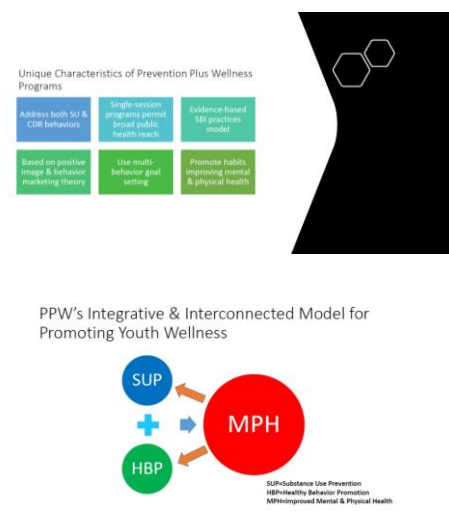 Unique Characteristics of Prevention Plus Wellness
Programs
Address both SU &
CDR behaviors
Single-session
programs permit
broad public
health reach
Evidence-based
SBI practices
model
Based on positive
image & behavior
marketing theory
Use multi-
behavior goal
setting
Promote habits
improving mental
& physical health
PPW's Integrative & Interconnected Model for
Promoting Youth Wellness
SUP
MPH
HBP
SUP=Substance Use Prevention
HBP=Healthy Behavior Promotion
MPH=Improved Mental & Physical Health